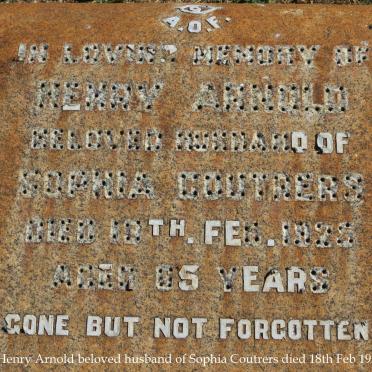 A.O.F.
IN LOVING MEMORY OF
HENRY ARNOLD
BELOVED HUSBAND OF
SOPHIA COUTRERS
DIED 18TH. FEB. 1925
AGED 65 YEARS
GONE BUT NOT FORGOTTEN
Henry Arnold beloved husband of Sophia Coutrers died 18th Feb 19